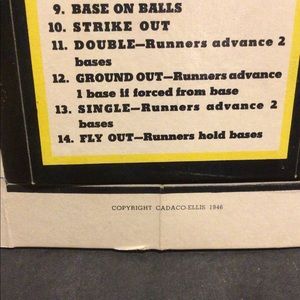 9. BASE ON BALLS
10. STRIKE OUT
11. DOUBLE—Runners advance 2
bases
12. GROUND OUT—Runners advance
1 base if forced from base
13. SINGLE—Runners advance 2
bases
14. FLY OUT—Runners hold bases
COPYRIGHT CADACO-ELLIS 1946